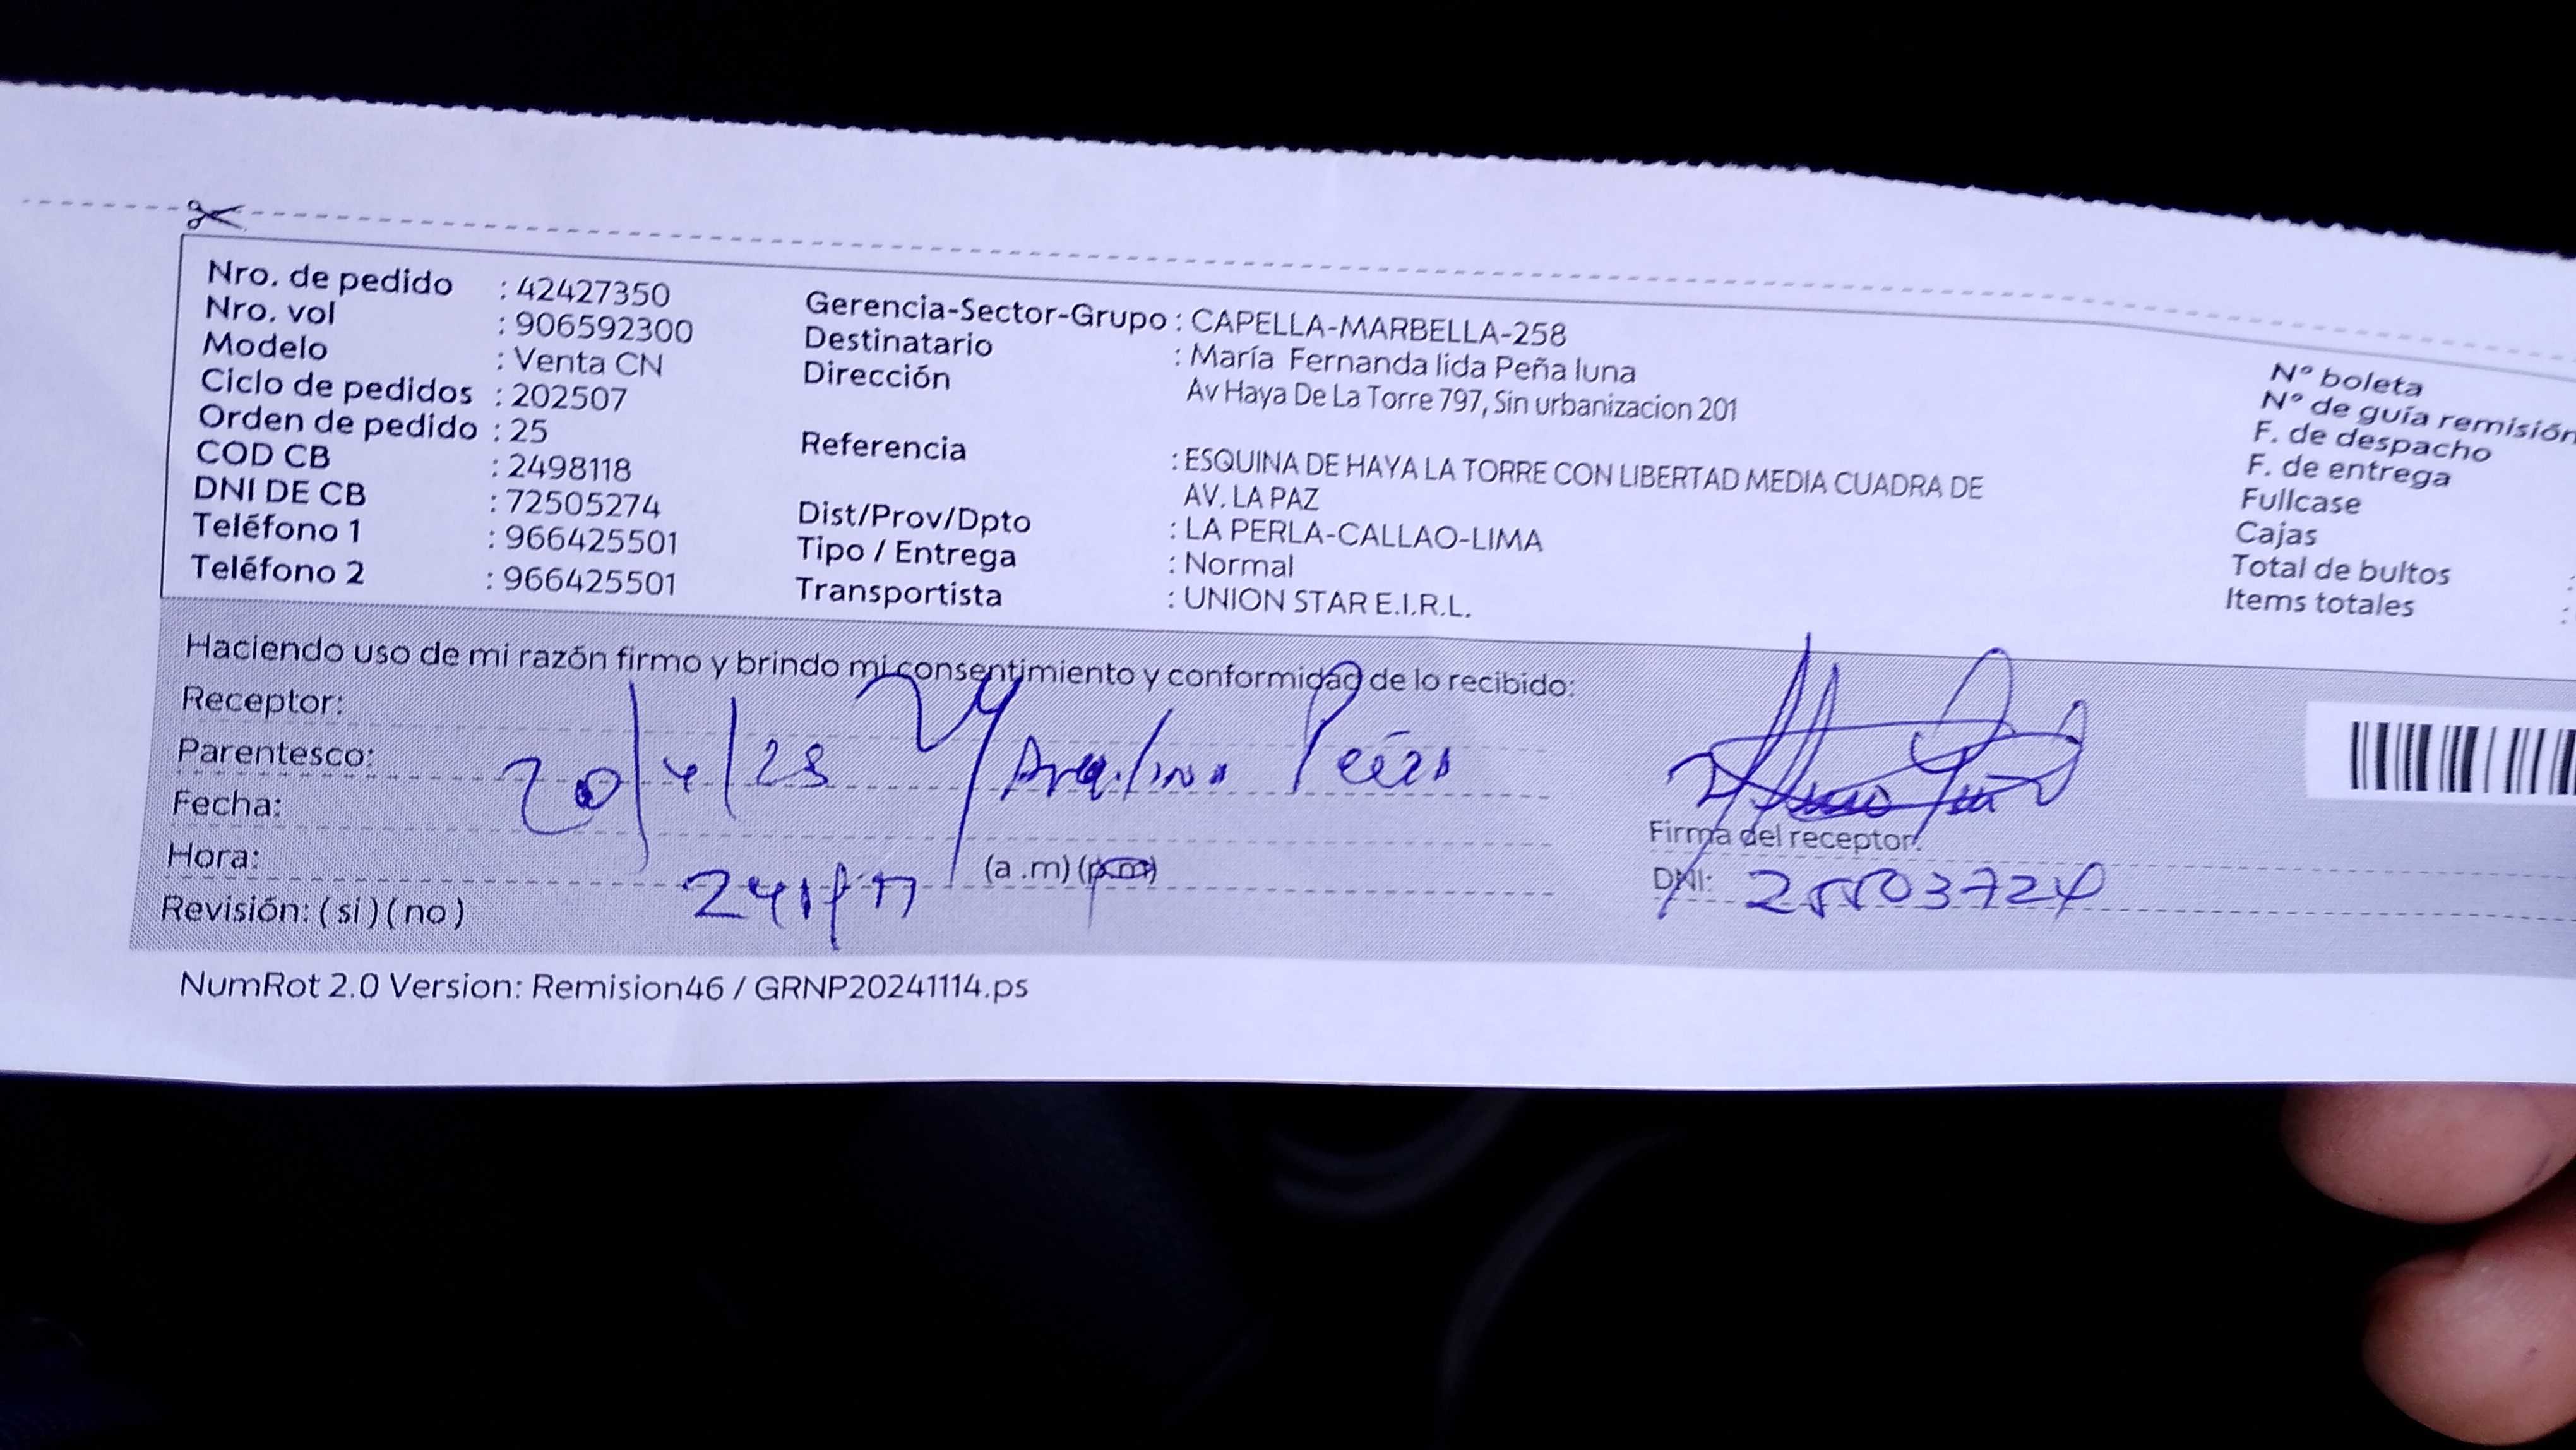 Nro. de pedido : 42427350
Nro. vol : 906592300
Modelo : Venta CN
Ciclo de pedidos : 202507
Orden de pedido : 25
COD CB : 2498118
DNI DE CB : 72505274
Teléfono 1 : 966425501
Teléfono 2 : 966425501
Gerencia-Sector-Grupo : CAPELLA-MARBELLA-258
Destinatario : María Fernanda lida Peña luna
Dirección Av Haya De La Torre 797, Sin urbanizacion 201
Referencia : ESQUINA DE HAYA LA TORRE CON LIBERTAD MEDIA CUADRA DE
AV. LA PAZ
Dist/Prov/Dpto : LA PERLA-CALLAO-LIMA
Tipo / Entrega : Normal
Transportista : UNION STAR E.I.R.L.
N° boleta
N° de guía remisión
F. de despacho
F. de entrega
Fullcase
Cajas
Total de bultos :
Items totales :
Haciendo uso de mi razón firmo y brindo mi consentimiento y conformidad de lo recibido:
Receptor:
Parentesco:
Fecha: 20/4/25
Hora: 241pm (a .m) (p.m)
Revisión: ( si ) ( no )
Firma del receptor:
DNI: 25503724
NumRot 2.0 Version: Remision46 / GRNP20241114.ps